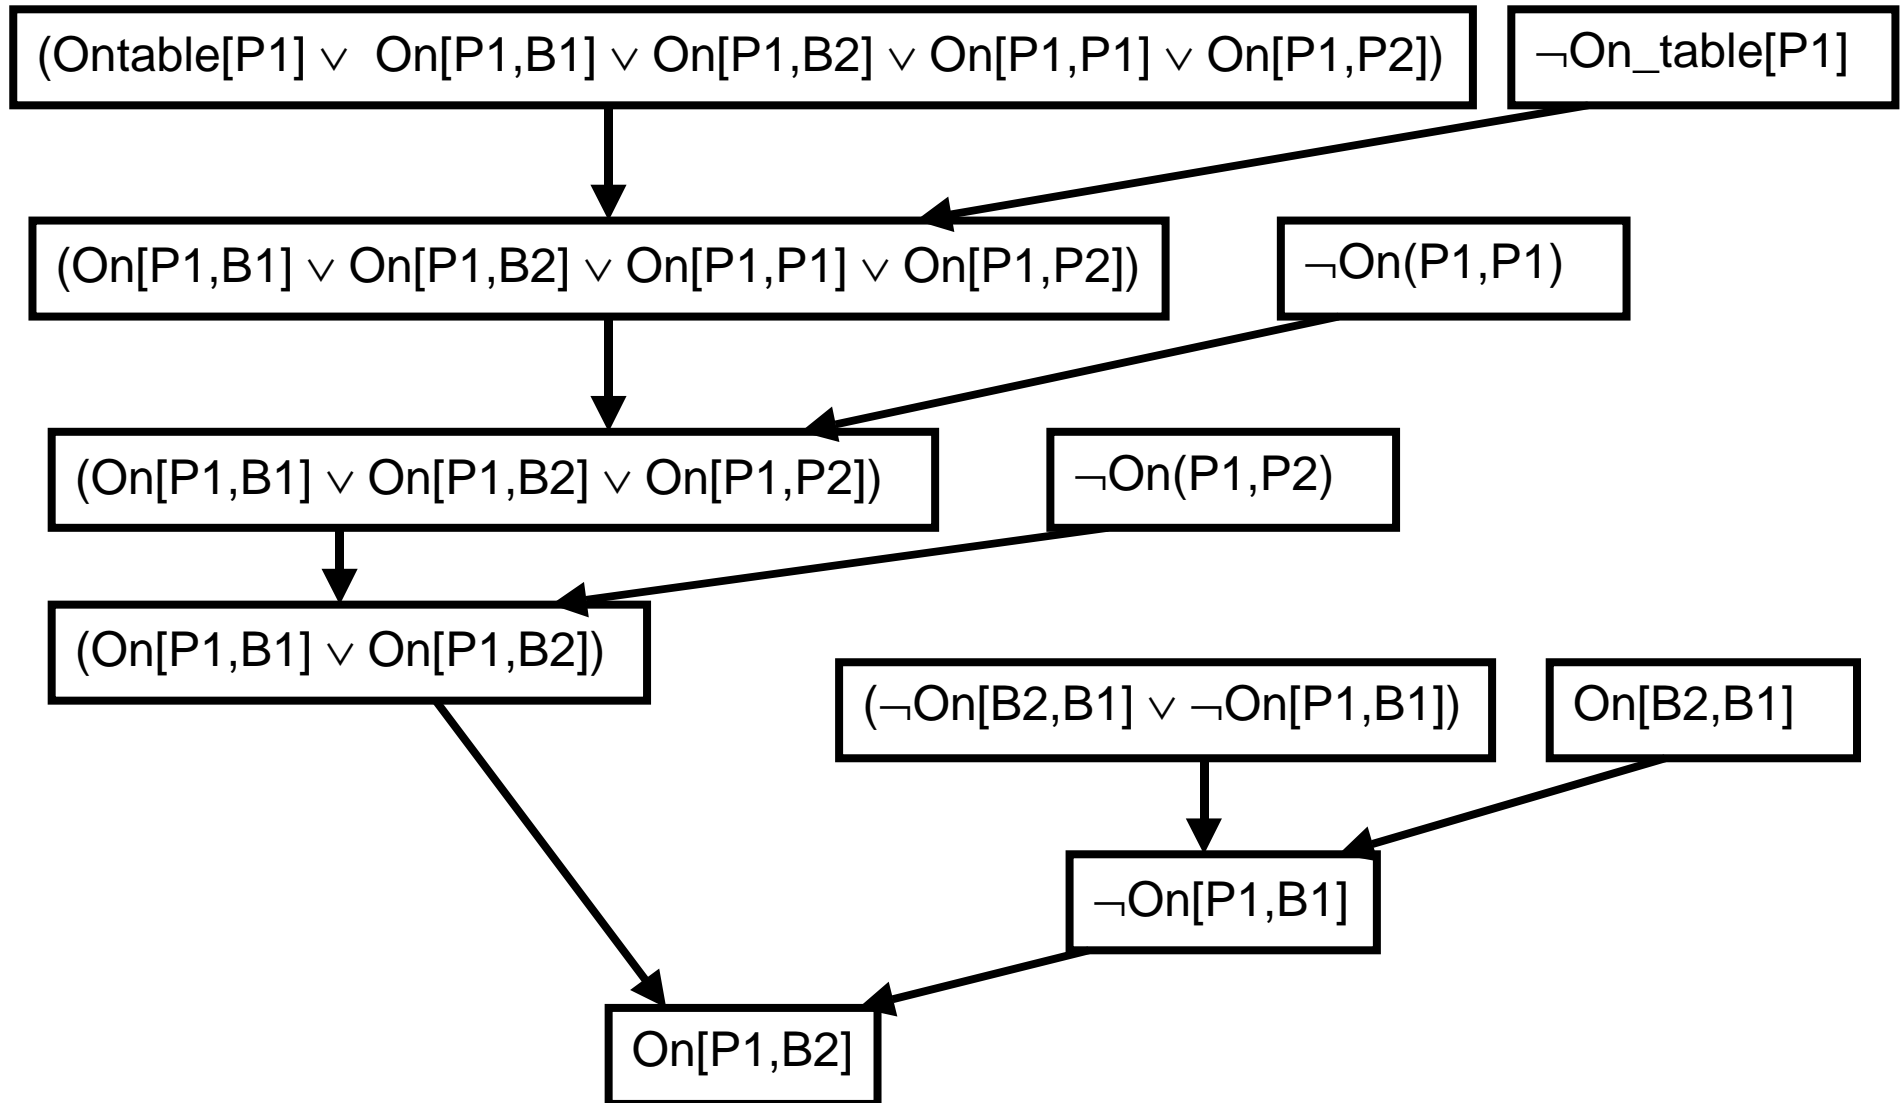 (Ontable[P1] ∨ On[P1,B1] ∨ On[P1,B2] ∨ On[P1,P1] ∨ On[P1,P2])
¬On_table[P1]
(On[P1,B1] ∨ On[P1,B2] ∨ On[P1,P1] ∨ On[P1,P2])
¬On(P1,P1)
(On[P1,B1] ∨ On[P1,B2] ∨ On[P1,P2])
¬On(P1,P2)
(On[P1,B1] ∨ On[P1,B2])
(¬On[B2,B1] ∨ ¬On[P1,B1])
On[B2,B1]
¬On[P1,B1]
On[P1,B2]